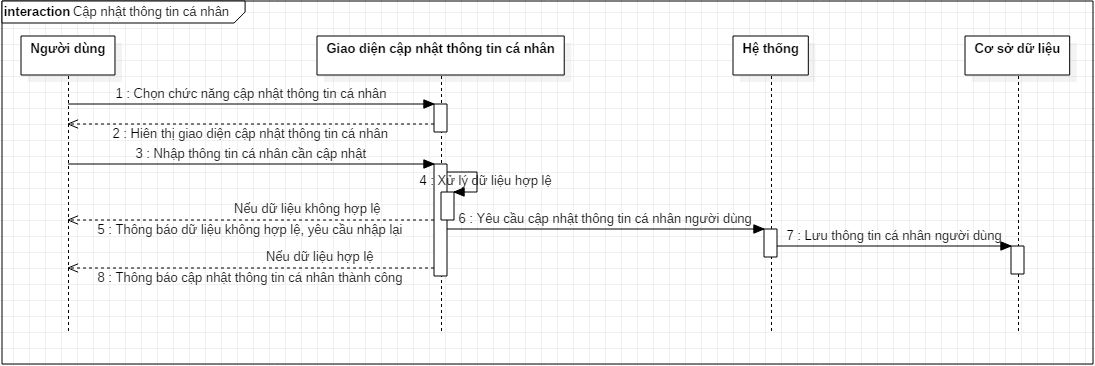 interaction Cập nhật thông tin cá nhân
Người dùng
Giao diện cập nhật thông tin cá nhân
Hệ thống
Cơ sở dữ liệu
1 : Chọn chức năng cập nhật thông tin cá nhân
2 : Hiên thị giao diện cập nhật thông tin cá nhân
3 : Nhập thông tin cá nhân cần cập nhật
4 : Xử lý dữ liệu hợp lệ
Nếu dữ liệu không hợp lệ
5 : Thông báo dữ liệu không hợp lệ, yêu cầu nhập lại
6 : Yêu cầu cập nhật thông tin cá nhân người dùng
7 : Lưu thông tin cá nhân người dùng
Nếu dữ liệu hợp lệ
8 : Thông báo cập nhật thông tin cá nhân thành công